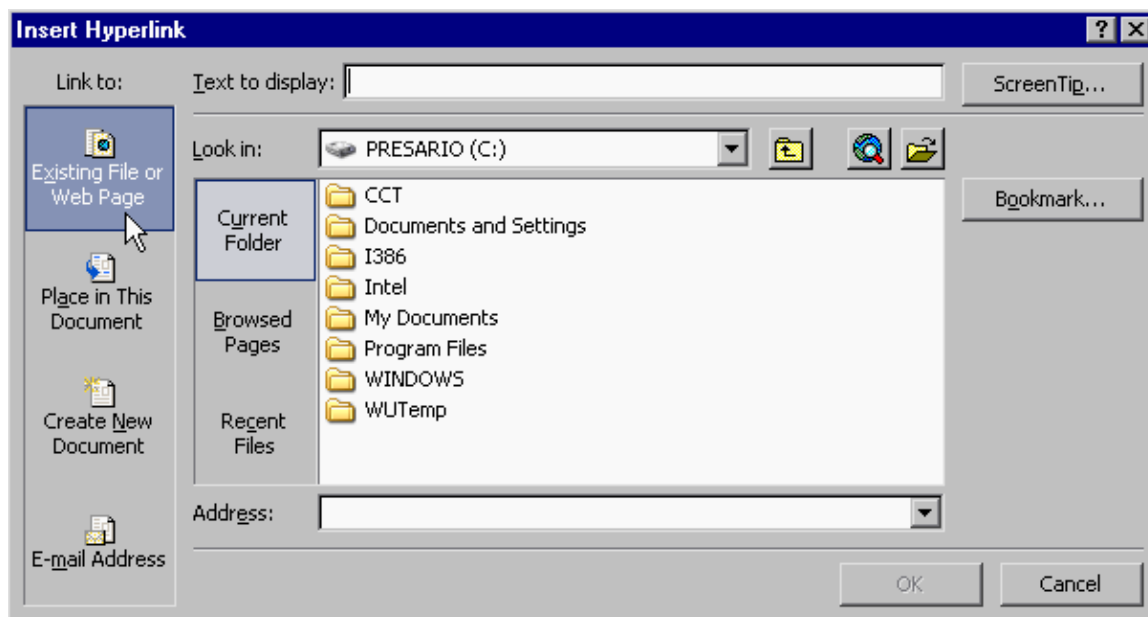 Insert Hyperlink
Link to:
Text to display:
ScreenTip...
Existing File or
Web Page
Look in:
PRESARIO (C:)
Bookmark...
Current
Folder
CCT
Documents and Settings
I386
Intel
My Documents
Program Files
WINDOWS
WUTemp
Place in This
Document
Browsed
Pages
Create New
Document
Recent
Files
Address:
E-mail Address
OK
Cancel